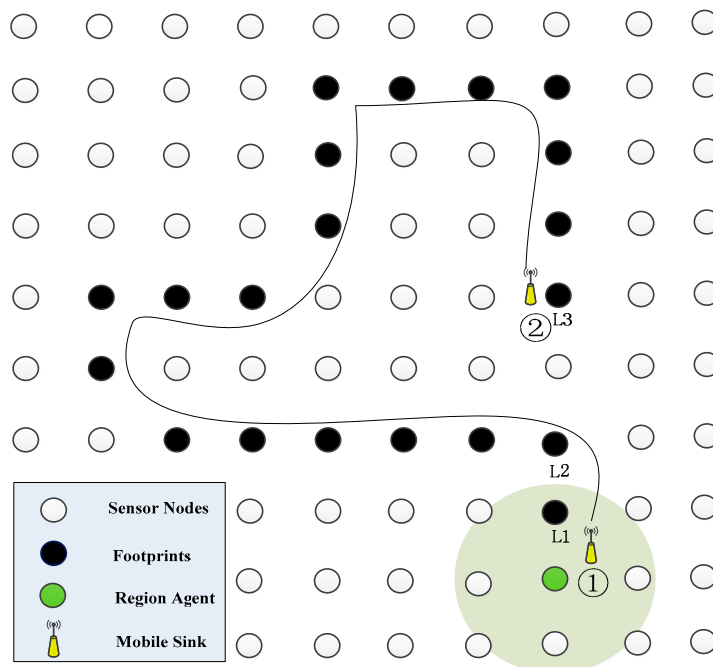 ②
L3
L2
L1
①
Sensor Nodes
Footprints
Region Agent
Mobile Sink